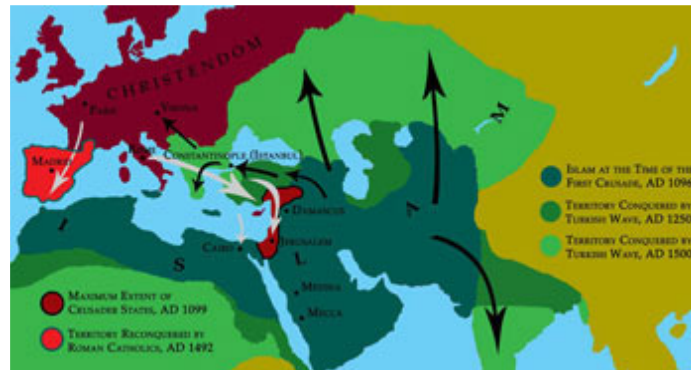 CHRISTENDOM
PARIS
VIENNA
MADRID
ROME
CONSTANTINOPLE (ISTANBUL)
DAMASCUS
CAIRO
JERUSALEM
MEDINA
MECCA
I S L A M
ISLAM AT THE TIME OF THE
FIRST CRUSADE, AD 1096
TERRITORY CONQUERED BY
TURKISH WAVE, AD 1250
TERRITORY CONQUERED BY
TURKISH WAVE, AD 1500
MAXIMUM EXTENT OF
CRUSADER STATES, AD 1099
TERRITORY RECONQUERED BY
ROMAN CATHOLICS, AD 1492